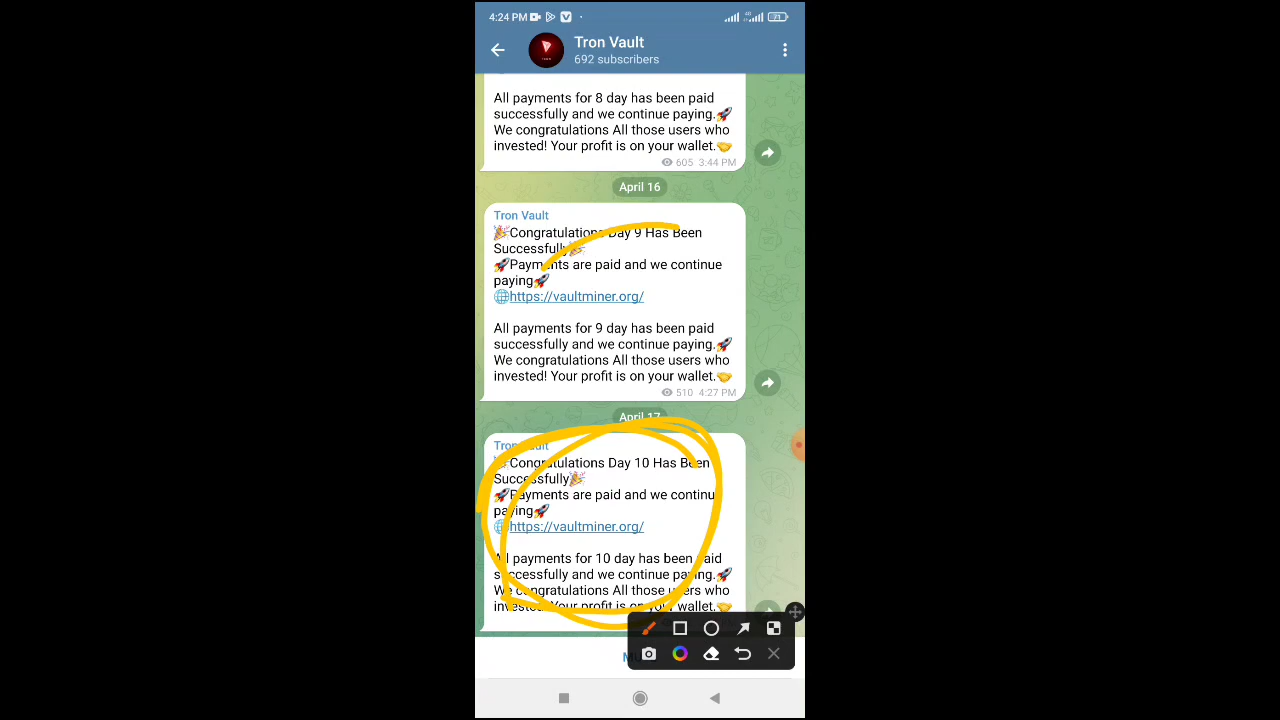 4:24 PM
4G
71
Tron Vault
692 subscribers
All payments for 8 day has been paid
successfully and we continue paying.🚀
We congratulations All those users who
invested! Your profit is on your wallet.🤝
605 3:44 PM
April 16
Tron Vault
🎉Congratulations Day 9 Has Been
Successfully🎉
🚀Payments are paid and we continue
paying🚀
🌐https://vaultminer.org/
All payments for 9 day has been paid
successfully and we continue paying.🚀
We congratulations All those users who
invested! Your profit is on your wallet.🤝
510 4:27 PM
April 17
Tron Vault
🎉Congratulations Day 10 Has Been
Successfully🎉
🚀Payments are paid and we continue
paying🚀
🌐https://vaultminer.org/
All payments for 10 day has been paid
successfully and we continue paying.🚀
We congratulations All those users who
invested! Your profit is on your wallet.🤝